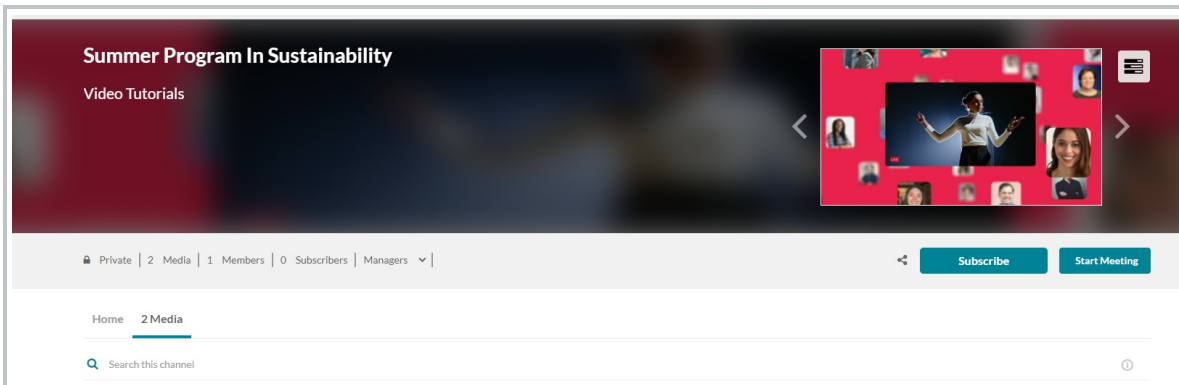 Summer Program In Sustainability
Video Tutorials
LIVE
Private | 2 Media | 1 Members | 0 Subscribers | Managers |
Subscribe
Start Meeting
Home 2 Media
Search this channel